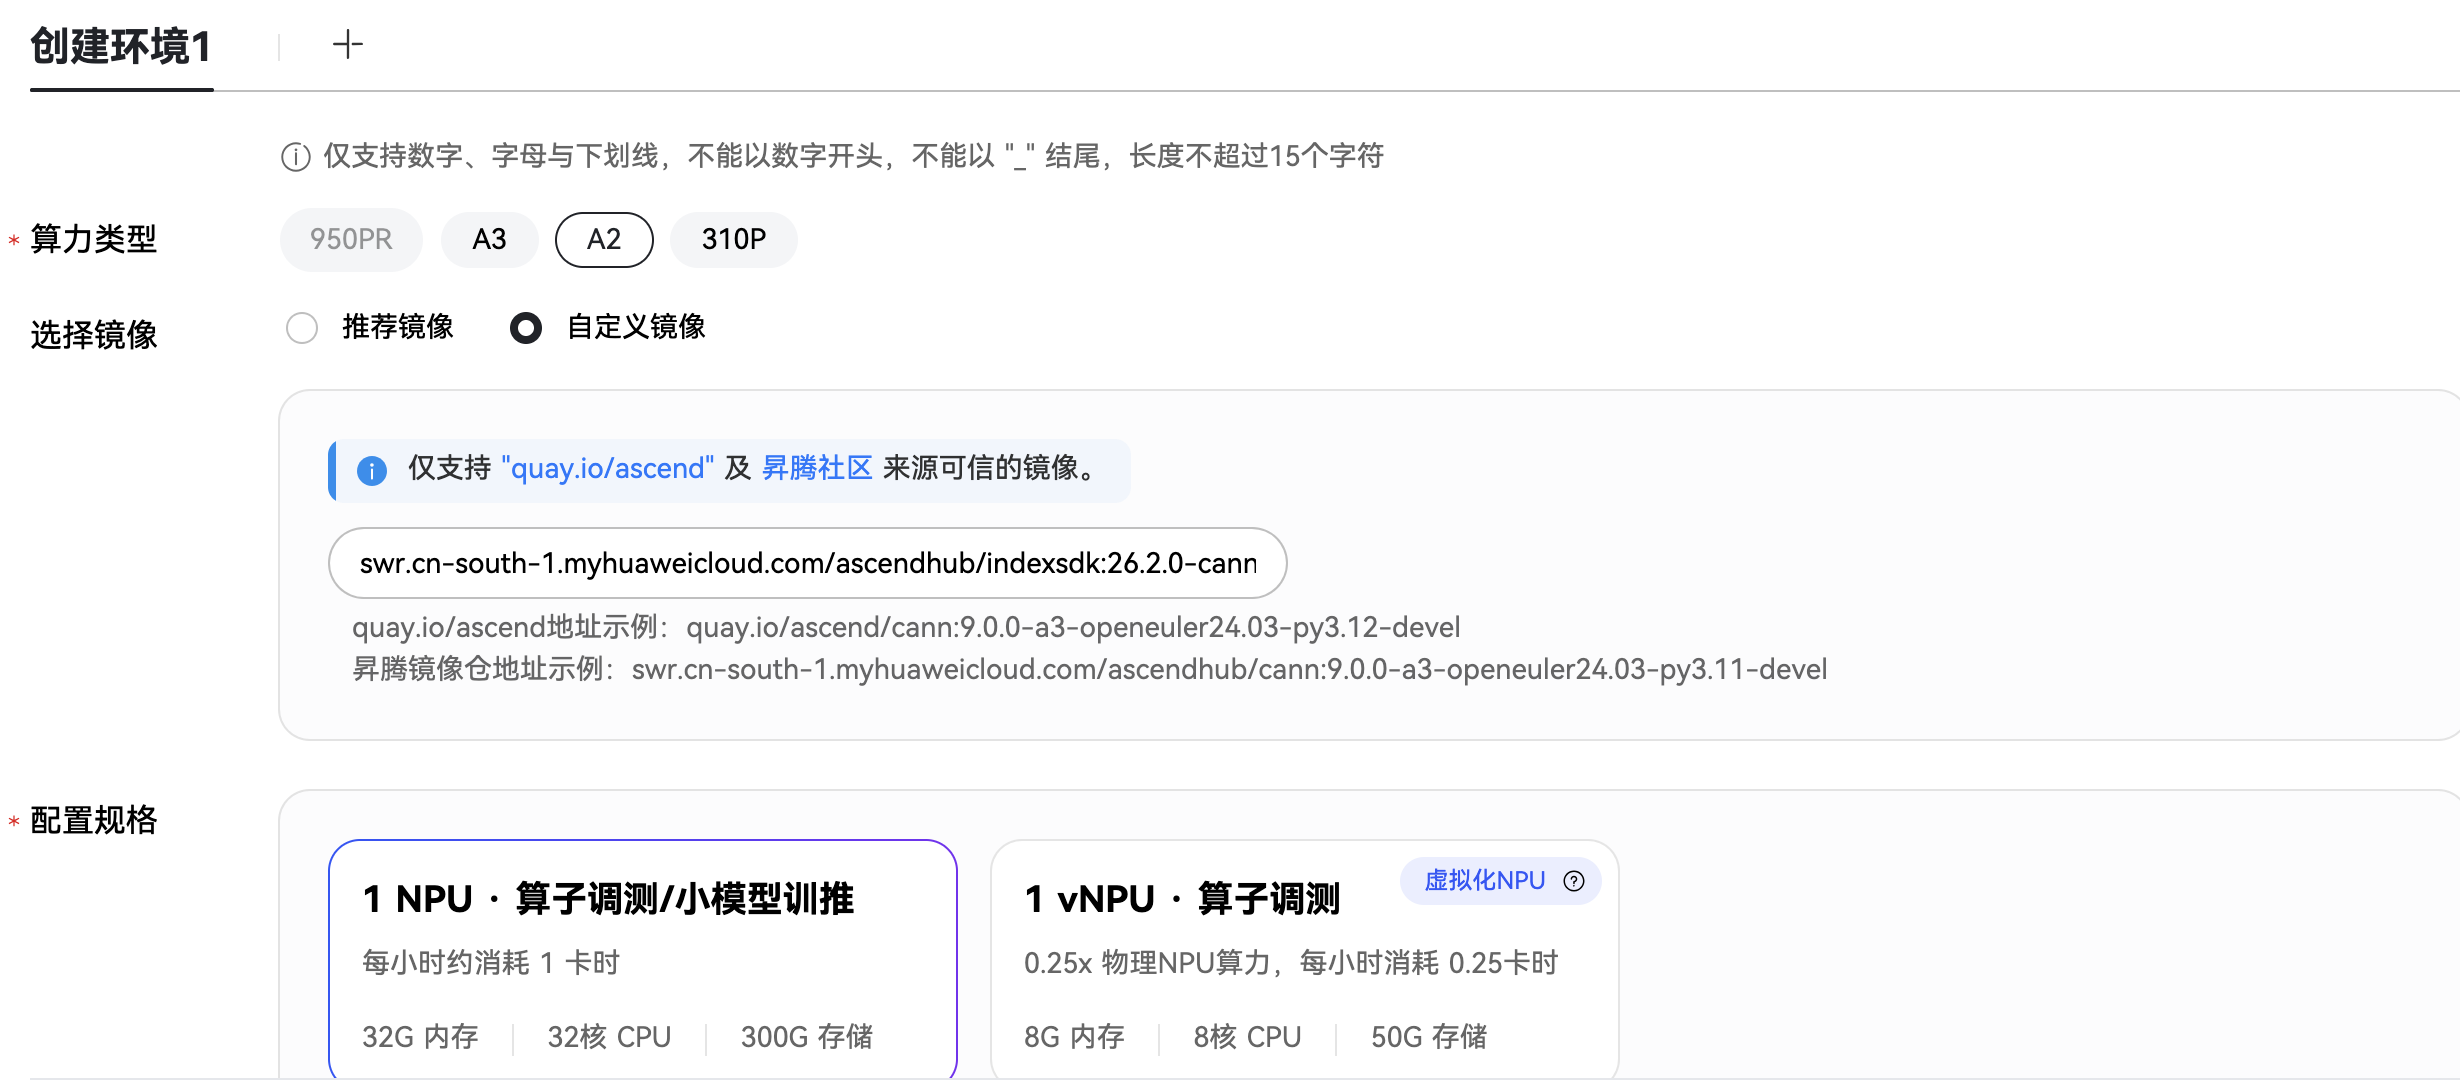 创建环境1
仅支持数字、字母与下划线，不能以数字开头，不能以 "_" 结尾，长度不超过15个字符
* 算力类型 950PR A3 A2 310P
选择镜像 推荐镜像 自定义镜像
仅支持 "quay.io/ascend" 及 昇腾社区 来源可信的镜像。
swr.cn-south-1.myhuaweicloud.com/ascendhub/indexsdk:26.2.0-cann
quay.io/ascend地址示例：quay.io/ascend/cann:9.0.0-a3-openeuler24.03-py3.12-devel
昇腾镜像仓地址示例：swr.cn-south-1.myhuaweicloud.com/ascendhub/cann:9.0.0-a3-openeuler24.03-py3.11-devel
* 配置规格
1 NPU · 算子调测/小模型训推
每小时约消耗 1 卡时
32G 内存 32核 CPU 300G 存储
1 vNPU · 算子调测
虚拟化NPU
0.25x 物理NPU算力，每小时消耗 0.25卡时
8G 内存 8核 CPU 50G 存储